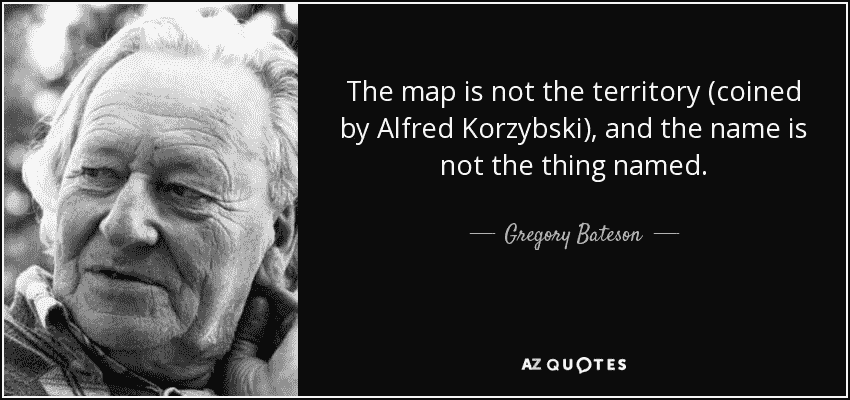 The map is not the territory (coined
by Alfred Korzybski), and the name is
not the thing named.
Gregory Bateson
AZ QUOTES